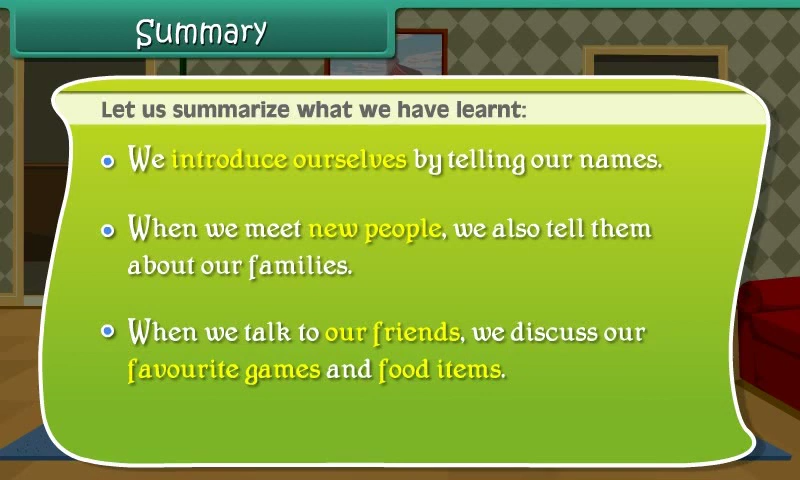 Summary
Let us summarize what we have learnt:
We introduce ourselves by telling our names.
When we meet new people, we also tell them
about our families.
When we talk to our friends, we discuss our
favourite games and food items.